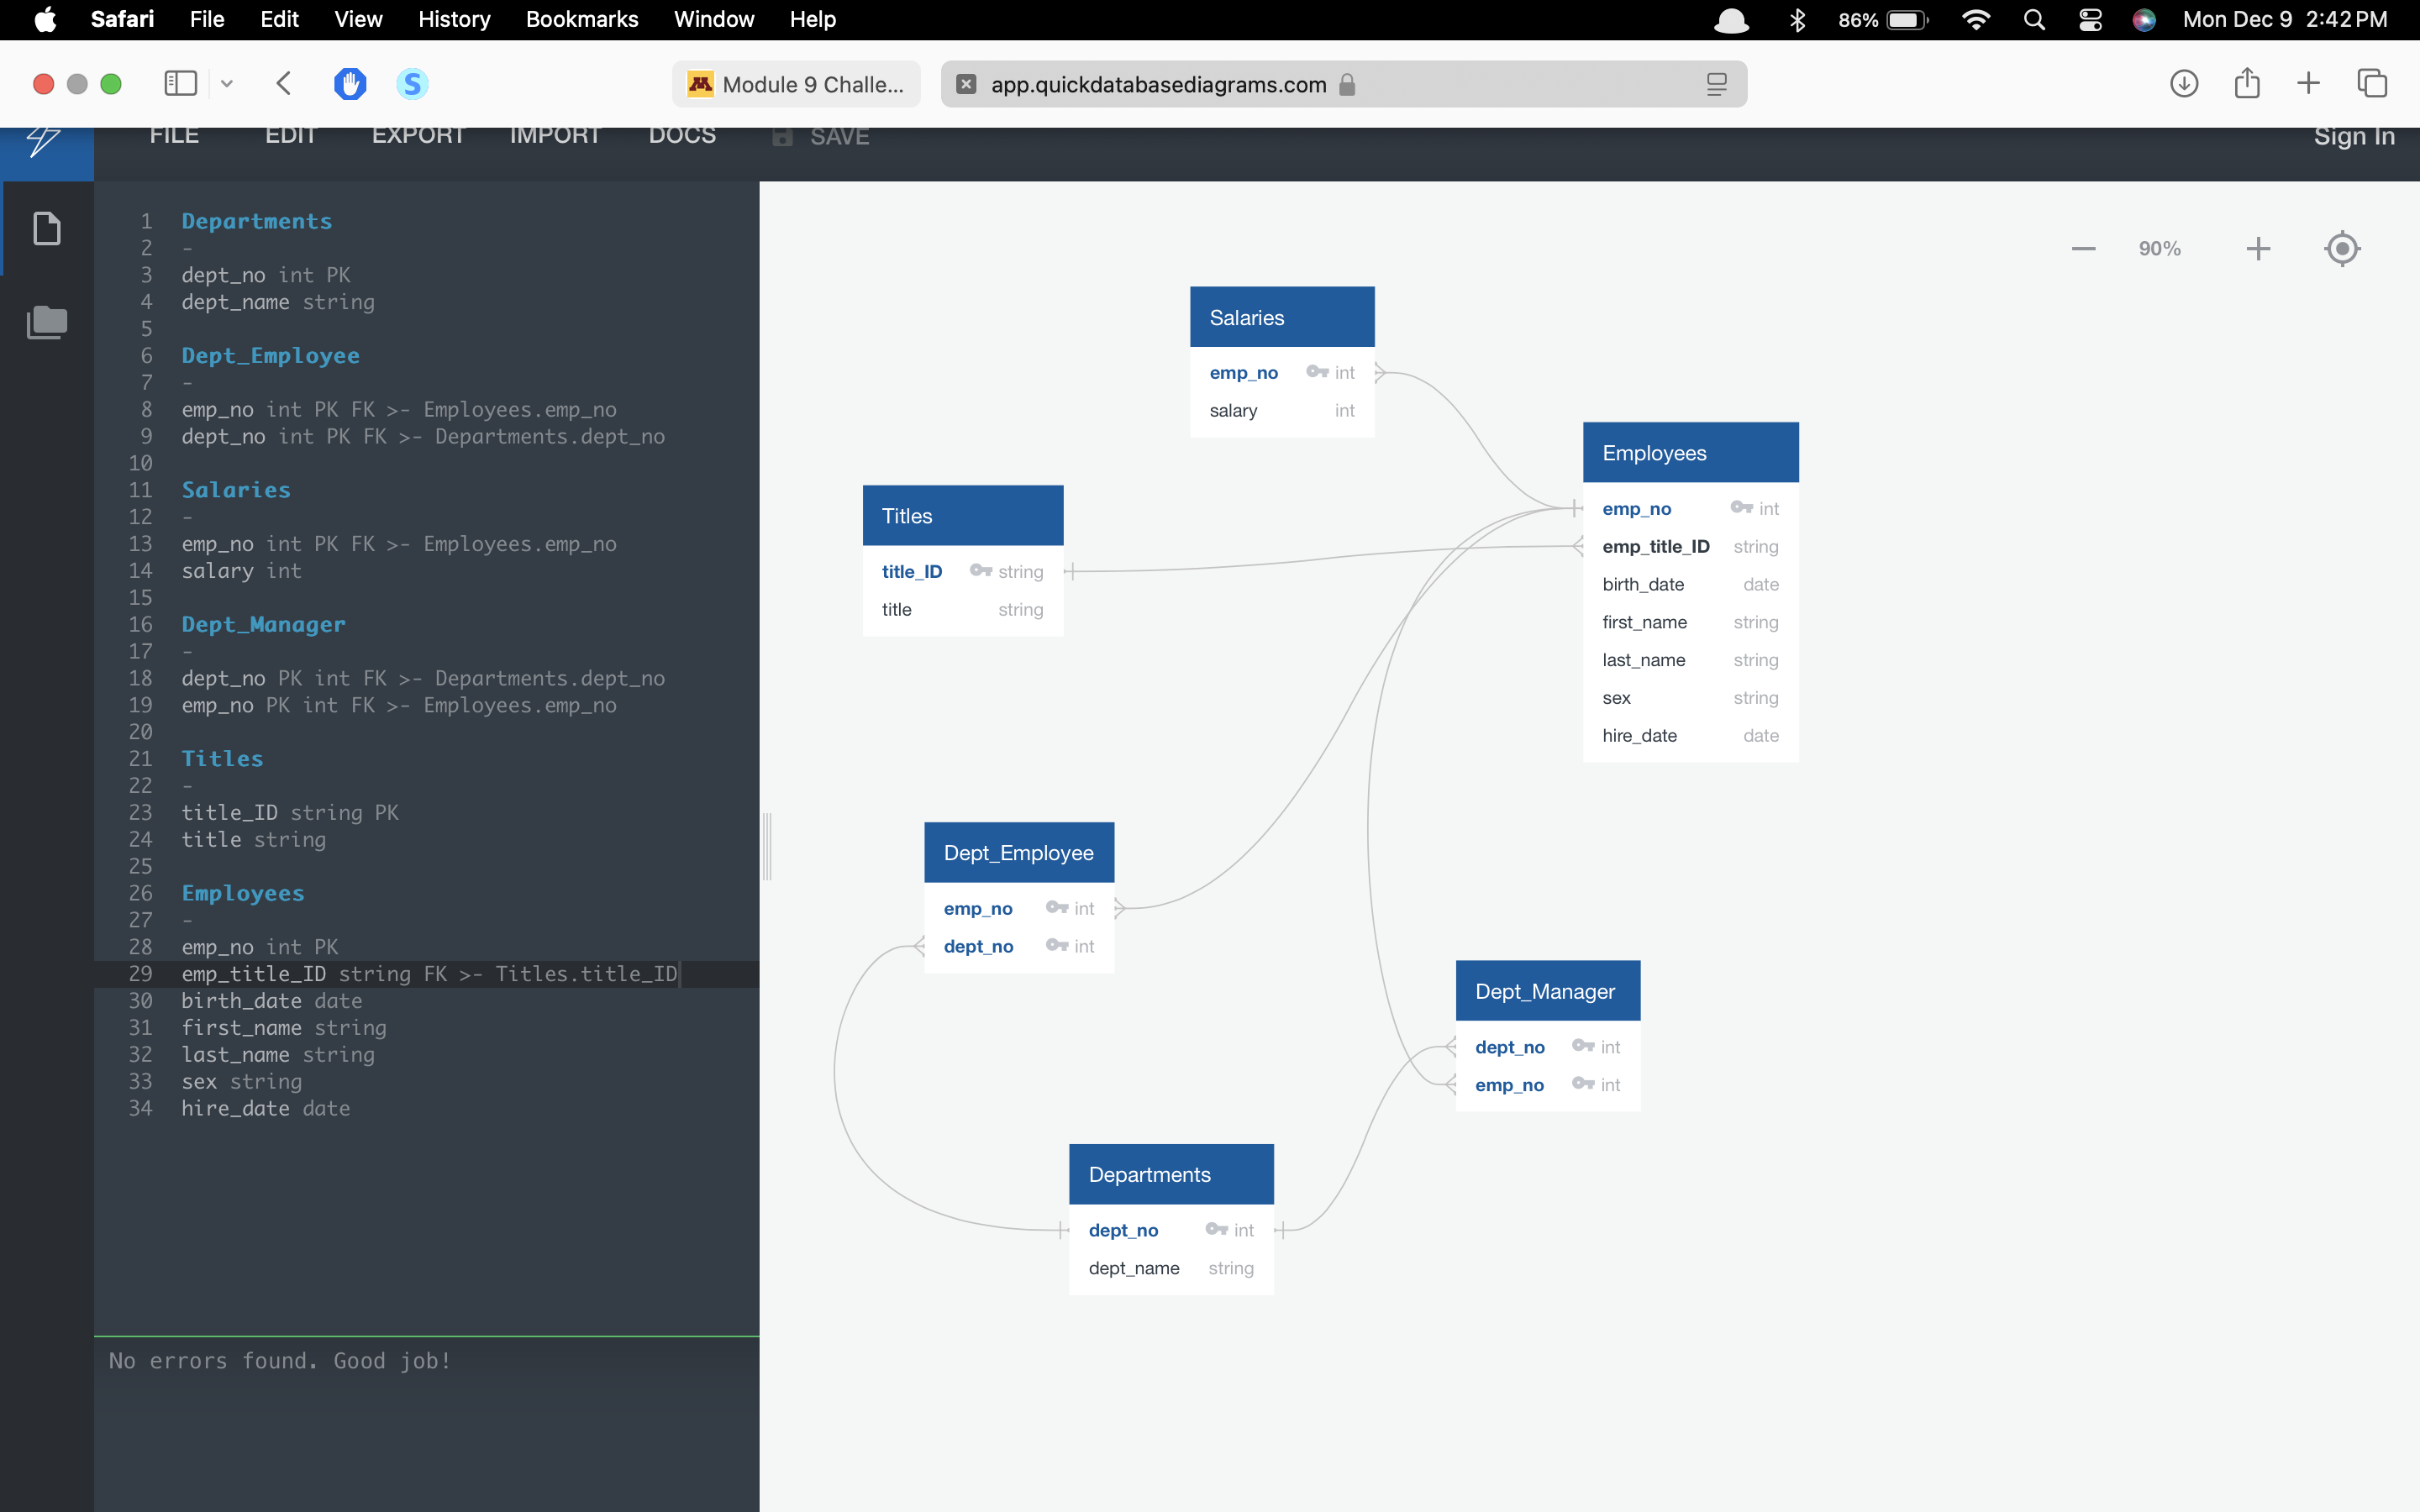 Safari File Edit View History Bookmarks Window Help 86% Mon Dec 9 2:42 PM
S Module 9 Challe... app.quickdatabasediagrams.com
FILE EDIT EXPORT IMPORT DOCS SAVE Sign In
1 Departments
2 -
3 dept_no int PK
4 dept_name string
5
6 Dept_Employee
7 -
8 emp_no int PK FK >- Employees.emp_no
9 dept_no int PK FK >- Departments.dept_no
10
11 Salaries
12 -
13 emp_no int PK FK >- Employees.emp_no
14 salary int
15
16 Dept_Manager
17 -
18 dept_no PK int FK >- Departments.dept_no
19 emp_no PK int FK >- Employees.emp_no
20
21 Titles
22 -
23 title_ID string PK
24 title string
25
26 Employees
27 -
28 emp_no int PK
29 emp_title_ID string FK >- Titles.title_ID
30 birth_date date
31 first_name string
32 last_name string
33 sex string
34 hire_date date
No errors found. Good job!
90%
Salaries
emp_no int
salary int
Employees
emp_no int
emp_title_ID string
birth_date date
first_name string
last_name string
sex string
hire_date date
Titles
title_ID string
title string
Dept_Employee
emp_no int
dept_no int
Dept_Manager
dept_no int
emp_no int
Departments
dept_no int
dept_name string